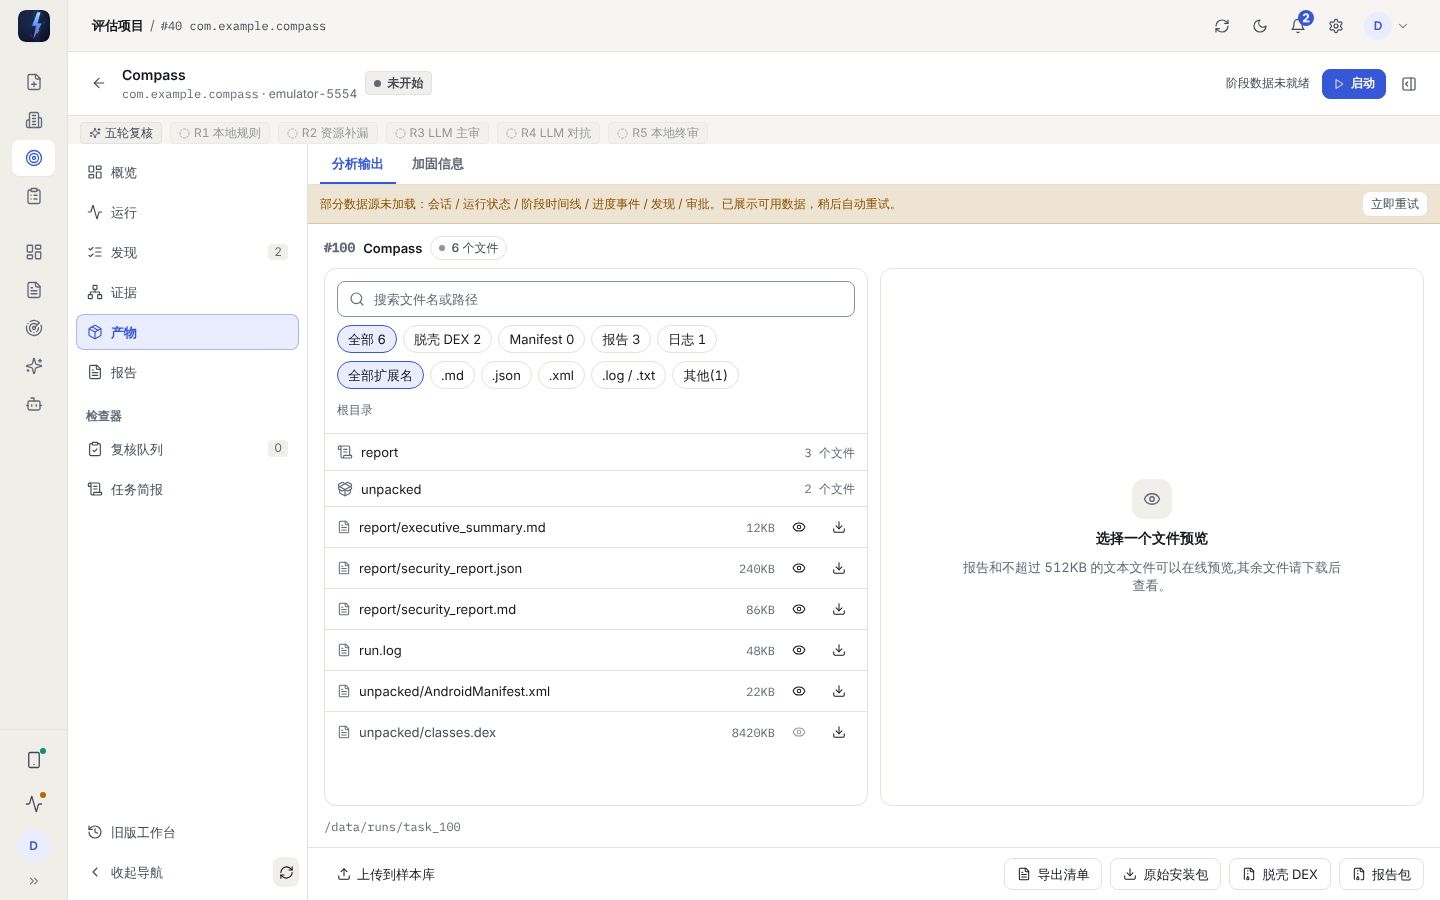 评估项目 / #40 com.example.compass
2
D
Compass
com.example.compass · emulator-5554
未开始
阶段数据未就绪
启动
五轮复核
R1 本地规则
R2 资源补漏
R3 LLM 主审
R4 LLM 对抗
R5 本地终审
概览
运行
发现 2
证据
产物
报告
检查器
复核队列 0
任务简报
旧版工作台
收起导航
D
分析输出
加固信息
部分数据源未加载：会话 / 运行状态 / 阶段时间线 / 进度事件 / 发现 / 审批。已展示可用数据，稍后自动重试。
立即重试
#100 Compass 6 个文件
搜索文件名或路径
全部 6
脱壳 DEX 2
Manifest 0
报告 3
日志 1
全部扩展名
.md
.json
.xml
.log / .txt
其他(1)
根目录
report 3 个文件
unpacked 2 个文件
report/executive_summary.md 12KB
report/security_report.json 240KB
report/security_report.md 86KB
run.log 48KB
unpacked/AndroidManifest.xml 22KB
unpacked/classes.dex 8420KB
选择一个文件预览
报告和不超过 512KB 的文本文件可以在线预览,其余文件请下载后
查看。
/data/runs/task_100
上传到样本库
导出清单
原始安装包
脱壳 DEX
报告包